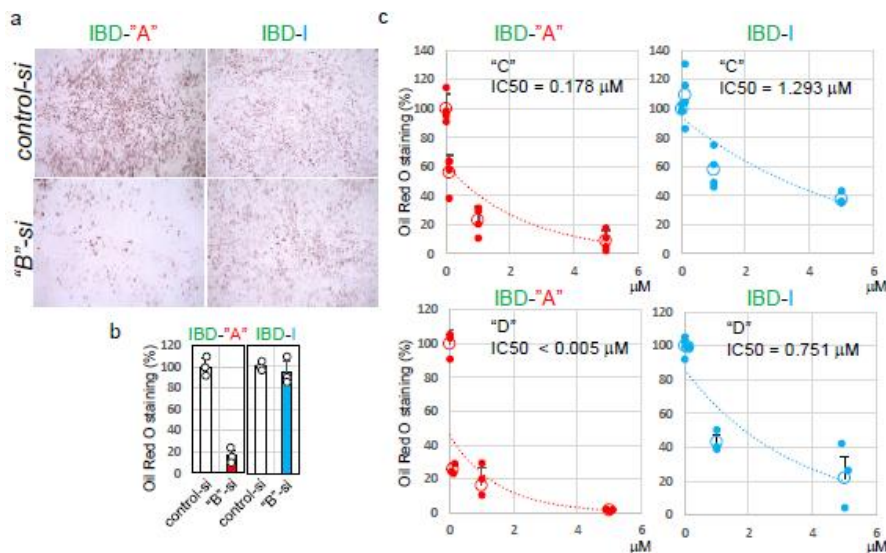 a
IBD-"A"
IBD-I
control-si
"B"-si
b
IBD-"A"
IBD-I
Oil Red O staining (%)
120
100
80
60
40
20
0
control-si
"B"-si
control-si
"B"-si
c
IBD-"A"
"C"
IC50 = 0.178 μM
Oil Red O staining (%)
140
120
100
80
60
40
20
0
0
2
4
6
μM
IBD-I
"C"
IC50 = 1.293 μM
140
120
100
80
60
40
20
0
0
2
4
6
μM
IBD-"A"
"D"
IC50 < 0.005 μM
Oil Red O staining (%)
120
100
80
60
40
20
0
0
2
4
6
μM
IBD-I
"D"
IC50 = 0.751 μM
120
100
80
60
40
20
0
0
2
4
6
μM